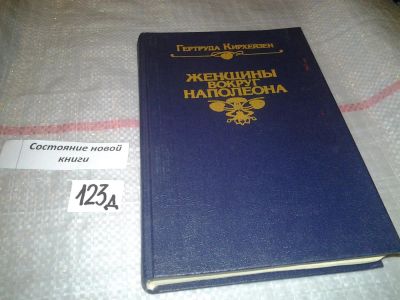 Гертруда Кирхейзен
ЖЕНЩИНЫ
ВОКРУГ
НАПОЛЕОНА
Состояние новой
книги
123д